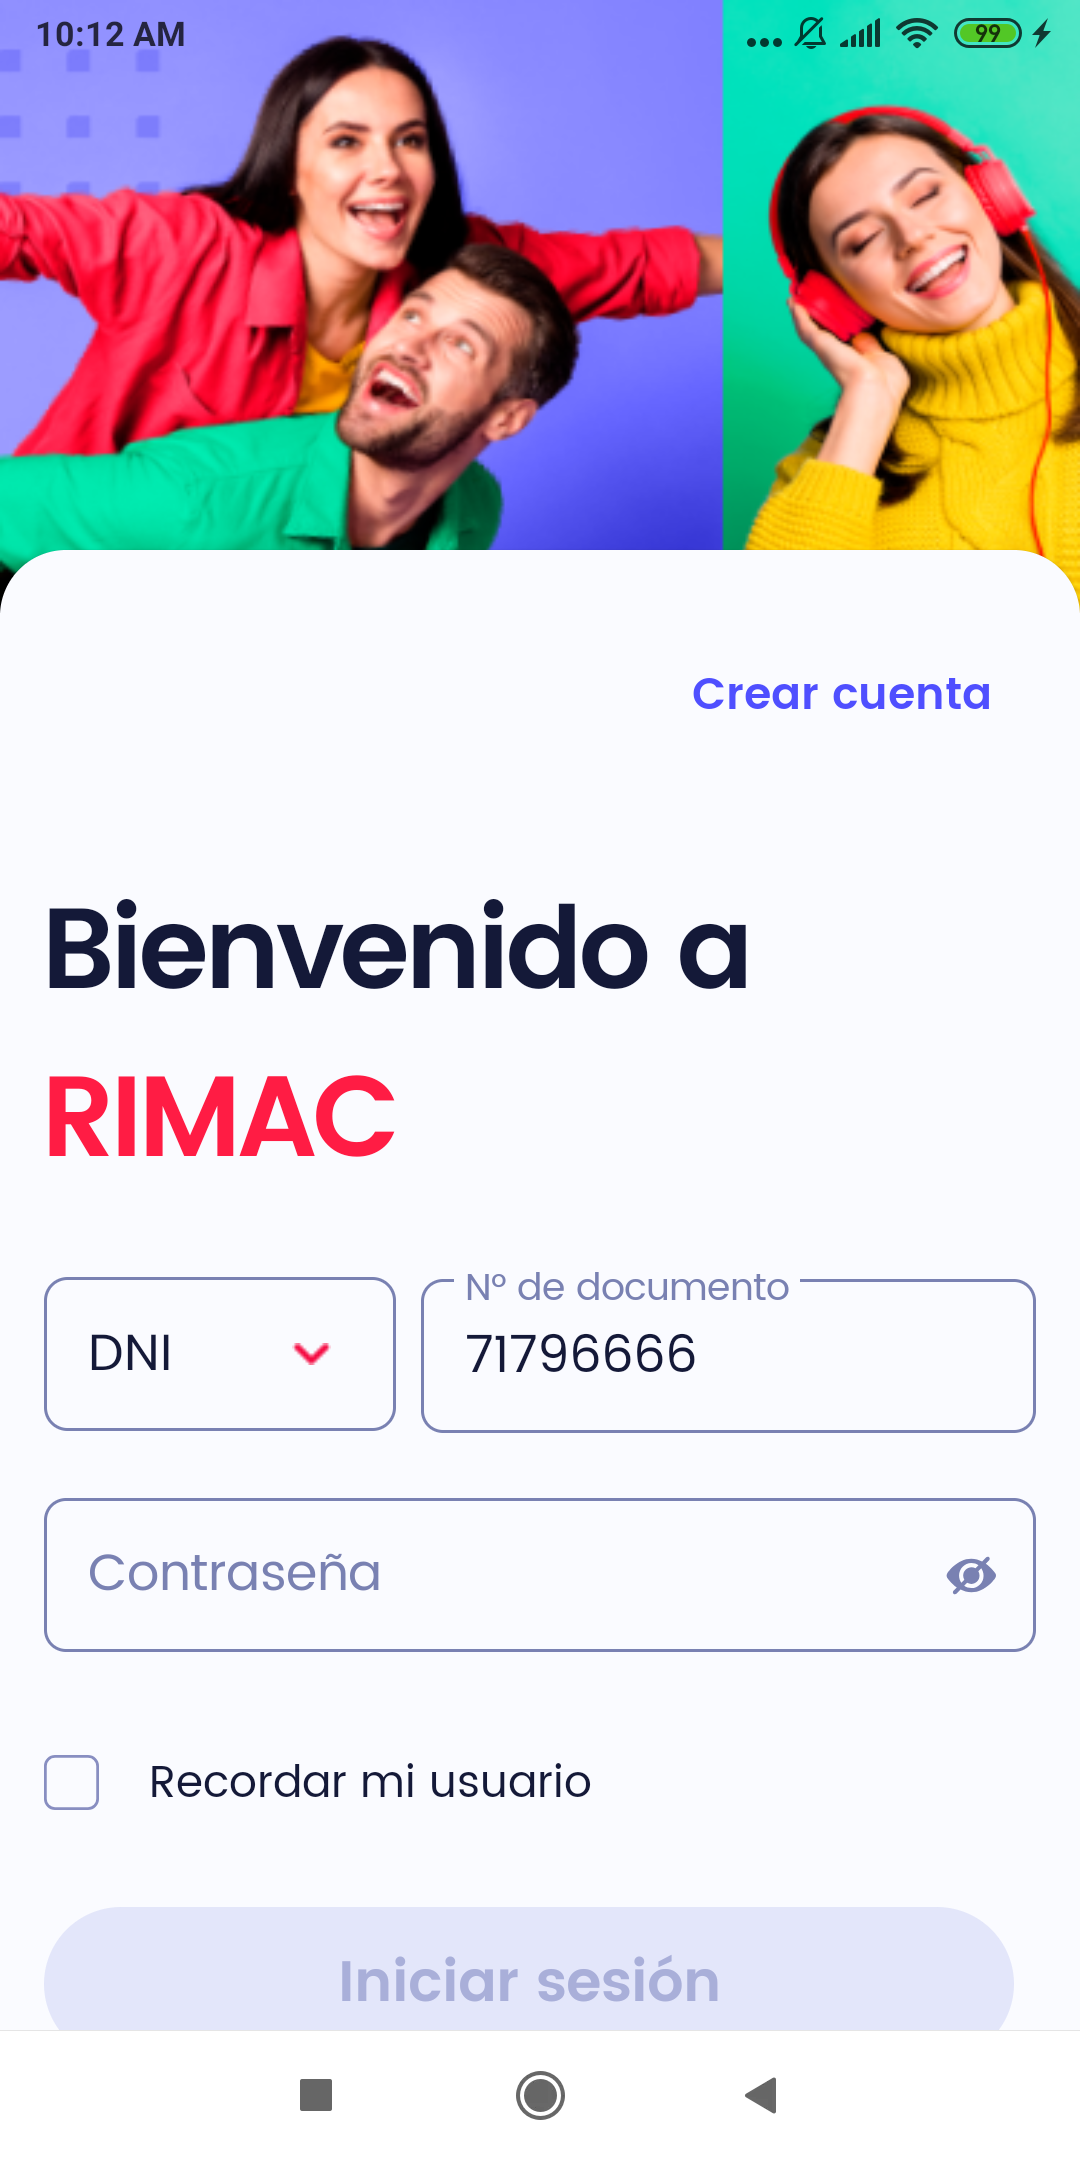 10:12 AM
99
Crear cuenta
Bienvenido a
RIMAC
Nº de documento
DNI
71796666
Contraseña
Recordar mi usuario
Iniciar sesión